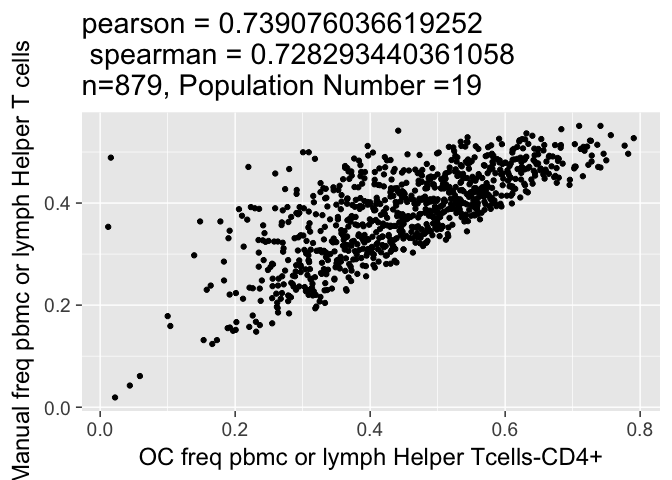 pearson = 0.739076036619252
spearman = 0.728293440361058
n=879, Population Number =19
Manual freq pbmc or lymph Helper T cells
0.4
0.2
0.0
0.0 0.2 0.4 0.6 0.8
OC freq pbmc or lymph Helper Tcells-CD4+